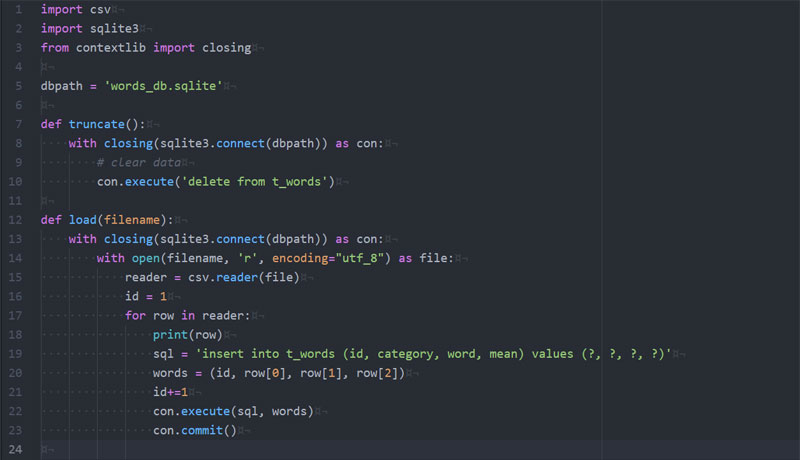 1 import csv
2 import sqlite3
3 from contextlib import closing
4
5 dbpath = 'words_db.sqlite'
6
7 def truncate():
8     with closing(sqlite3.connect(dbpath)) as con:
9         # clear data
10         con.execute('delete from t_words')
11
12 def load(filename):
13     with closing(sqlite3.connect(dbpath)) as con:
14         with open(filename, 'r', encoding="utf_8") as file:
15             reader = csv.reader(file)
16             id = 1
17             for row in reader:
18                 print(row)
19                 sql = 'insert into t_words (id, category, word, mean) values (?, ?, ?, ?)'
20                 words = (id, row[0], row[1], row[2])
21                 id+=1
22                 con.execute(sql, words)
23                 con.commit()
24